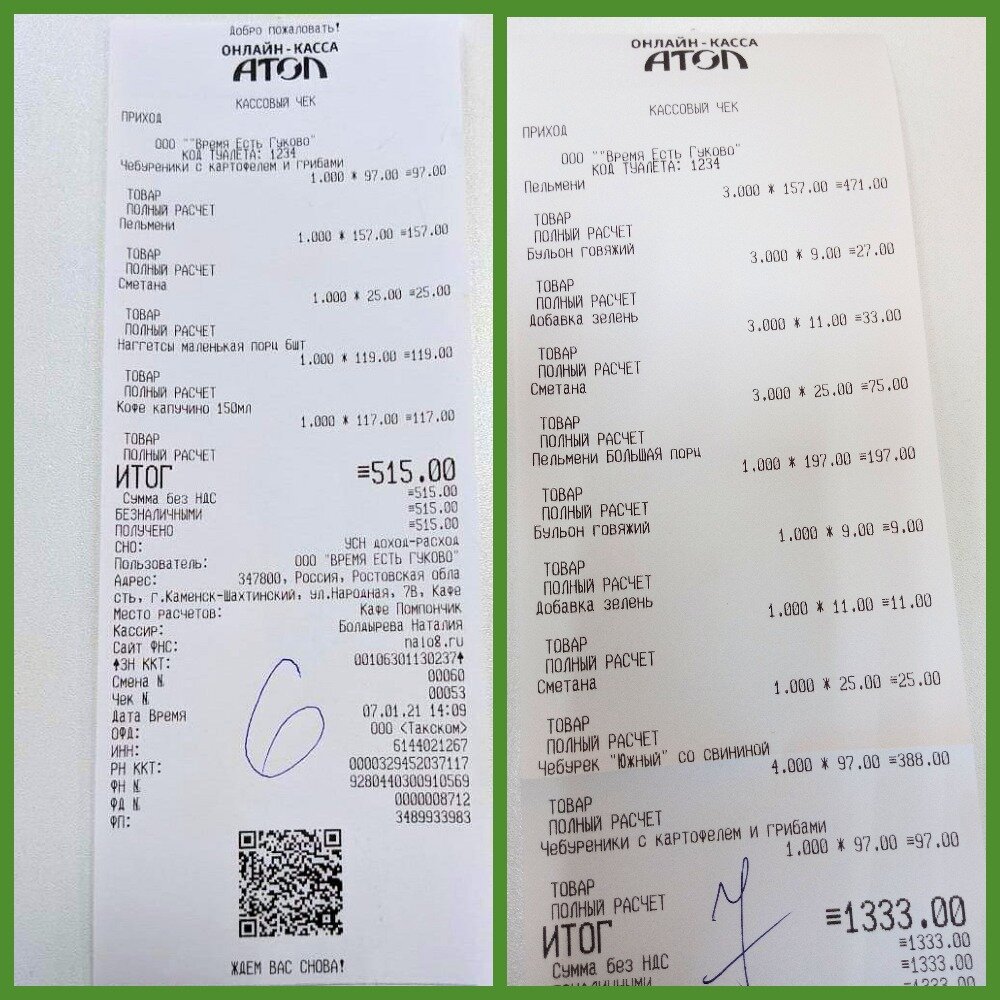 Добро пожаловать!
ОНЛАЙН-КАССА
АТОЛ
КАССОВЫЙ ЧЕК
ПРИХОД
ООО ""Время Есть Гуково"
КОД ТУАЛЕТА: 1234
Чебуреники с картофелем и грибами
1.000 * 97.00 ≡97.00
ТОВАР
ПОЛНЫЙ РАСЧЕТ
Пельмени
1.000 * 157.00 ≡157.00
ТОВАР
ПОЛНЫЙ РАСЧЕТ
Сметана
1.000 * 25.00 ≡25.00
ТОВАР
ПОЛНЫЙ РАСЧЕТ
Наггетсы маленькая порц 6шт
1.000 * 119.00 ≡119.00
ТОВАР
ПОЛНЫЙ РАСЧЕТ
Кофе капучино 150мл
1.000 * 117.00 ≡117.00
ТОВАР
ПОЛНЫЙ РАСЧЕТ
ИТОГ ≡515.00
Сумма без НДС ≡515.00
БЕЗНАЛИЧНЫМИ ≡515.00
ПОЛУЧЕНО ≡515.00
СНО: УСН доход-расход
Пользователь: ООО "ВРЕМЯ ЕСТЬ ГУКОВО"
Адрес: 347800, Россия, Ростовская обла
сть, г.Каменск-Шахтинский, ул.Народная, 7В, Кафе
Место расчетов: Кафе Помпончик
Кассир: Болдырева Наталия
Сайт ФНС: nalog.ru
↑ЗН ККТ: 00106301130237↑
Смена № 00060
Чек № 00053
Дата Время 07.01.21 14:09
ОФД: ООО <Такском>
ИНН: 6144021267
РН ККТ: 0000329452037117
ФН № 9280440300910569
ФД № 0000008712
ФП: 3489933983
6
ЖДЕМ ВАС СНОВА!
ОНЛАЙН-КАССА
АТОЛ
КАССОВЫЙ ЧЕК
ПРИХОД
ООО ""Время Есть Гуково"
КОД ТУАЛЕТА: 1234
Пельмени
3.000 * 157.00 ≡471.00
ТОВАР
ПОЛНЫЙ РАСЧЕТ
Бульон говяжий
3.000 * 9.00 ≡27.00
ТОВАР
ПОЛНЫЙ РАСЧЕТ
Добавка зелень
3.000 * 11.00 ≡33.00
ТОВАР
ПОЛНЫЙ РАСЧЕТ
Сметана
3.000 * 25.00 ≡75.00
ТОВАР
ПОЛНЫЙ РАСЧЕТ
Пельмени БОЛЬШАЯ порц
1.000 * 197.00 ≡197.00
ТОВАР
ПОЛНЫЙ РАСЧЕТ
Бульон говяжий
1.000 * 9.00 ≡9.00
ТОВАР
ПОЛНЫЙ РАСЧЕТ
Добавка зелень
1.000 * 11.00 ≡11.00
ТОВАР
ПОЛНЫЙ РАСЧЕТ
Сметана
1.000 * 25.00 ≡25.00
ТОВАР
ПОЛНЫЙ РАСЧЕТ
Чебурек "Южный" со свининой
4.000 * 97.00 ≡388.00
ТОВАР
ПОЛНЫЙ РАСЧЕТ
Чебуреники с картофелем и грибами
1.000 * 97.00 ≡97.00
ТОВАР
ПОЛНЫЙ РАСЧЕТ
7
ИТОГ ≡1333.00
≡1333.00
Сумма без НДС ≡1333.00